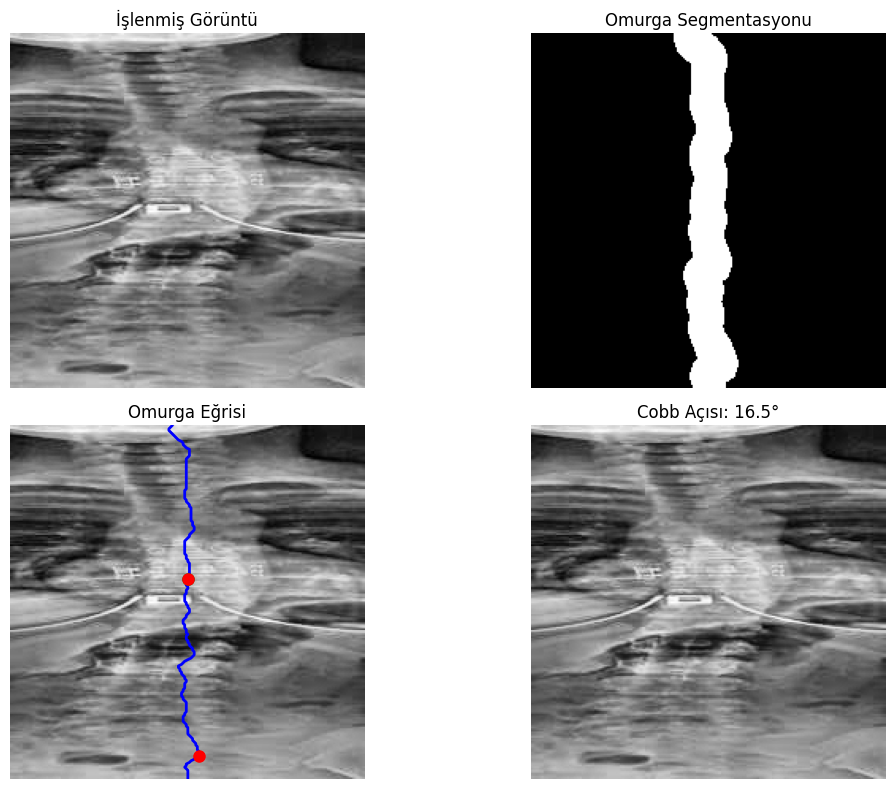 İşlenmiş Görüntü
Omurga Segmentasyonu
Omurga Eğrisi
Cobb Açısı: 16.5°